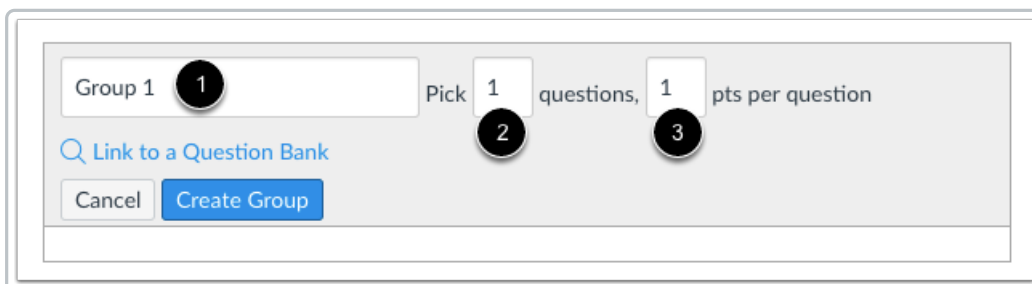 Group 1 1 Pick 1 questions, 1 pts per question
2 3
Link to a Question Bank
Cancel Create Group